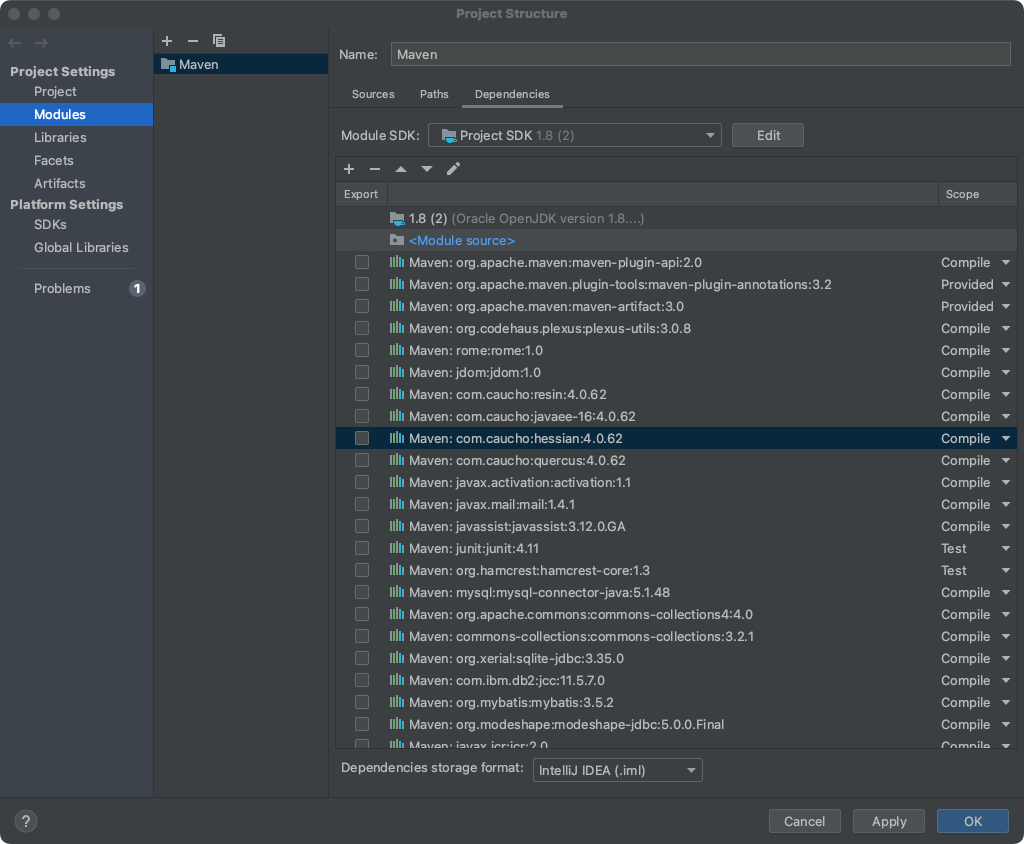 Project Structure
Project Settings
Project
Modules
Libraries
Facets
Artifacts
Platform Settings
SDKs
Global Libraries
Problems 1
Maven
Name: Maven
Sources Paths Dependencies
Module SDK: Project SDK 1.8 (2) Edit
Export Scope
1.8 (2) (Oracle OpenJDK version 1.8....)
<Module source>
Maven: org.apache.maven:maven-plugin-api:2.0 Compile
Maven: org.apache.maven.plugin-tools:maven-plugin-annotations:3.2 Provided
Maven: org.apache.maven:maven-artifact:3.0 Provided
Maven: org.codehaus.plexus:plexus-utils:3.0.8 Compile
Maven: rome:rome:1.0 Compile
Maven: jdom:jdom:1.0 Compile
Maven: com.caucho:resin:4.0.62 Compile
Maven: com.caucho:javaee-16:4.0.62 Compile
Maven: com.caucho:hessian:4.0.62 Compile
Maven: com.caucho:quercus:4.0.62 Compile
Maven: javax.activation:activation:1.1 Compile
Maven: javax.mail:mail:1.4.1 Compile
Maven: javassist:javassist:3.12.0.GA Compile
Maven: junit:junit:4.11 Test
Maven: org.hamcrest:hamcrest-core:1.3 Test
Maven: mysql:mysql-connector-java:5.1.48 Compile
Maven: org.apache.commons:commons-collections4:4.0 Compile
Maven: commons-collections:commons-collections:3.2.1 Compile
Maven: org.xerial:sqlite-jdbc:3.35.0 Compile
Maven: com.ibm.db2:jcc:11.5.7.0 Compile
Maven: org.mybatis:mybatis:3.5.2 Compile
Maven: org.modeshape:modeshape-jdbc:5.0.0.Final Compile
Maven: javax.jcr:jcr:2.0 Compile
Dependencies storage format: IntelliJ IDEA (.iml)
? Cancel Apply OK